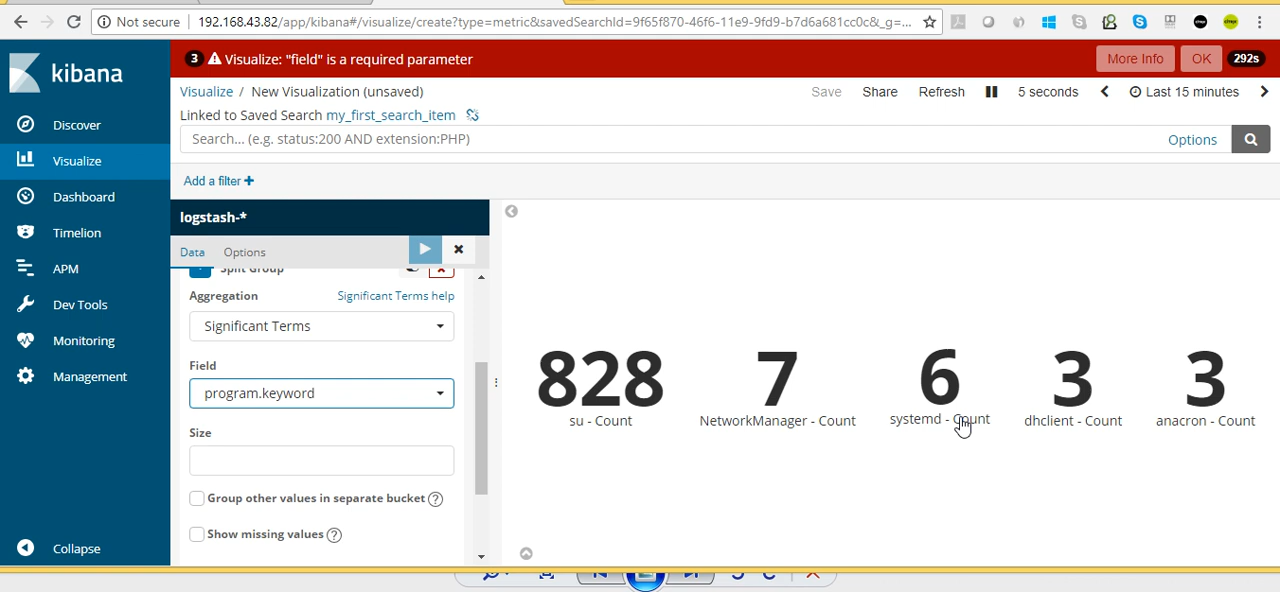 Not secure
192.168.43.82/app/kibana#/visualize/create?type=metric&savedSearchId=9f65f870-46f6-11e9-9fd9-b7d6a681cc0c&_g=...
kibana
Discover
Visualize
Dashboard
Timelion
APM
Dev Tools
Monitoring
Management
Collapse
3 Visualize: "field" is a required parameter
More Info OK 292s
Visualize / New Visualization (unsaved)
Save Share Refresh 5 seconds Last 15 minutes
Linked to Saved Search my_first_search_item
Search... (e.g. status:200 AND extension:PHP)
Options
Add a filter +
logstash-*
Data Options
Split Group
Aggregation Significant Terms help
Significant Terms
Field
program.keyword
Size
Group other values in separate bucket ?
Show missing values ?
828 7 6 3 3
su - Count NetworkManager - Count systemd - Count dhclient - Count anacron - Count